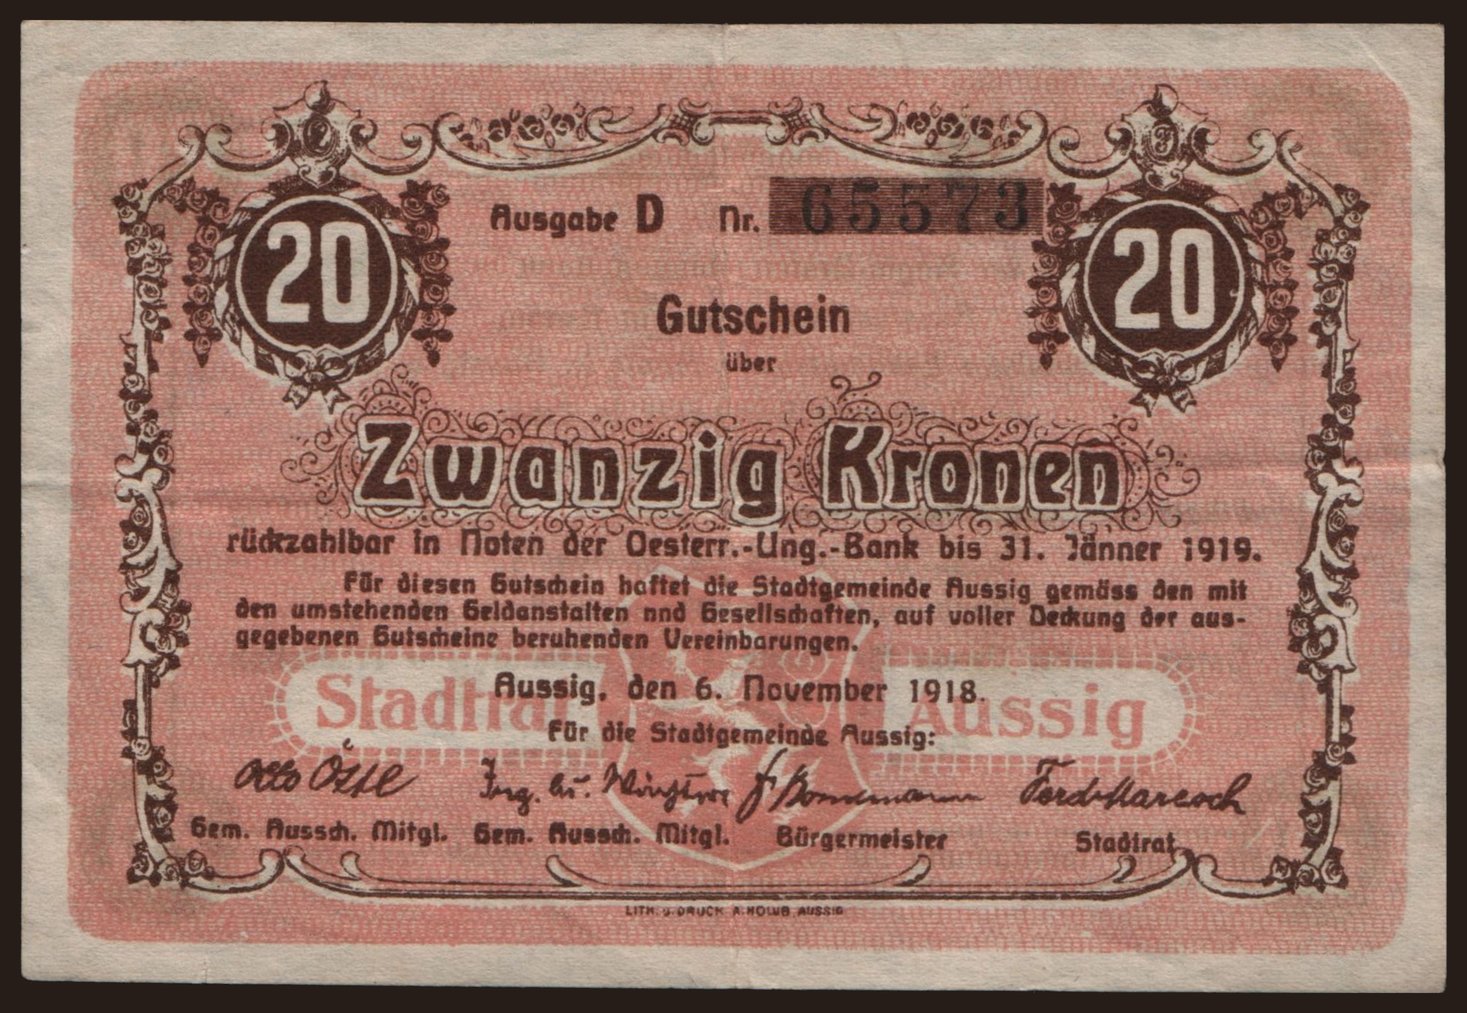 20
20
Ausgabe D Nr. 65573
Gutschein
über
Zwanzig Kronen
rückzahlbar in Noten der Oesterr.-Ung.-Bank bis 31. Jänner 1919.
Für diesen Gutschein haftet die Stadtgemeinde Aussig gemäss den mit
den umstehenden Geldanstalten nnd Gesellschaften, auf voller Deckung der aus-
gegebenen Gutscheine beruhenden Vereinbarungen.
Stadtrat Aussig
Aussig, den 6. November 1918.
Für die Stadtgemeinde Aussig:
Otto Ing.
Gem. Aussch. Mitgl. Gem. Aussch. Mitgl. Bürgermeister Stadtrat
LITH. U. DRUCK A. HOLUB, AUSSIG